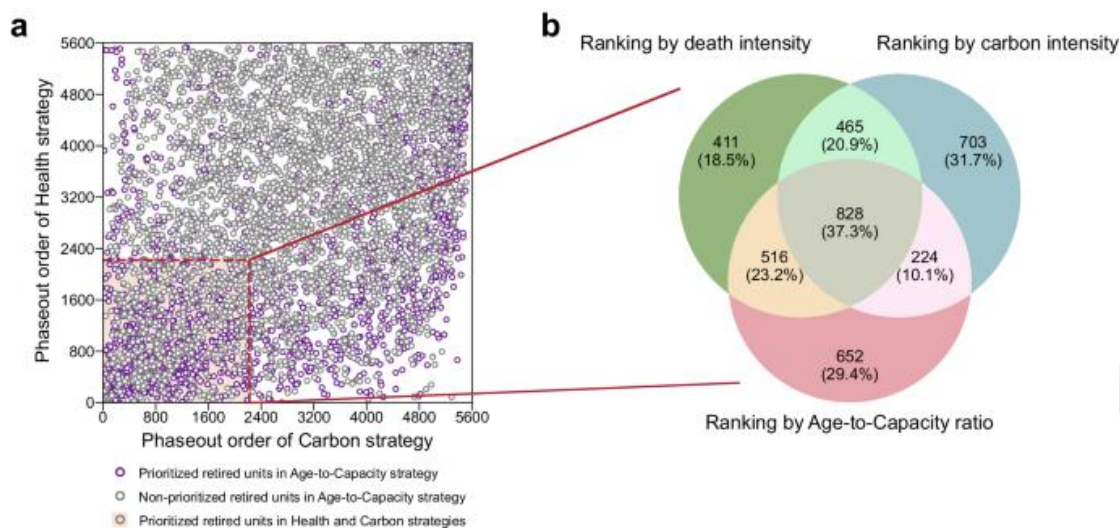 a
5600
4800
4000
3200
2400
1600
800
0
Phaseout order of Health strategy
0 800 1600 2400 3200 4000 4800 5600
Phaseout order of Carbon strategy
Prioritized retired units in Age-to-Capacity strategy
Non-prioritized retired units in Age-to-Capacity strategy
Prioritized retired units in Health and Carbon strategies
b
Ranking by death intensity
Ranking by carbon intensity
411
(18.5%)
465
(20.9%)
703
(31.7%)
828
(37.3%)
516
(23.2%)
224
(10.1%)
652
(29.4%)
Ranking by Age-to-Capacity ratio